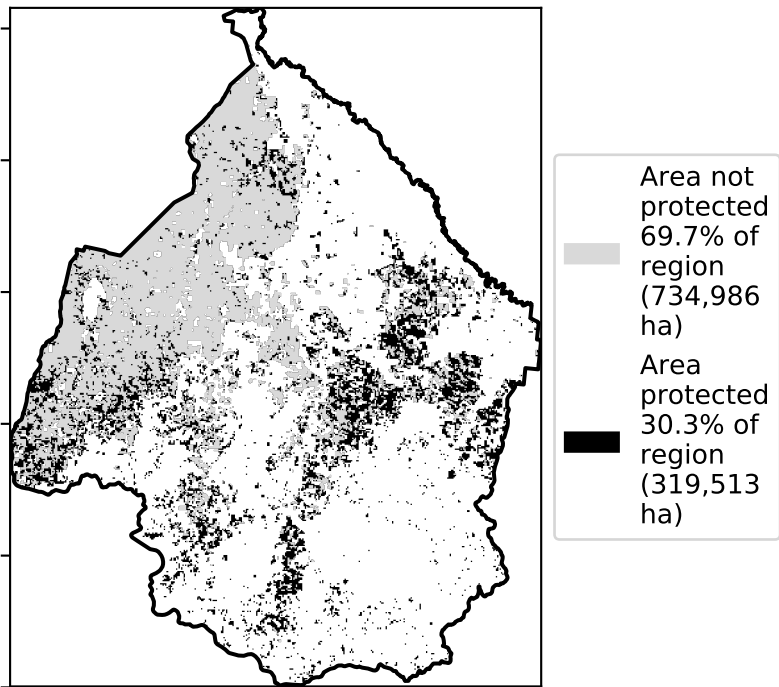 Area not
protected
69.7% of
region
(734,986
ha)
Area
protected
30.3% of
region
(319,513
ha)